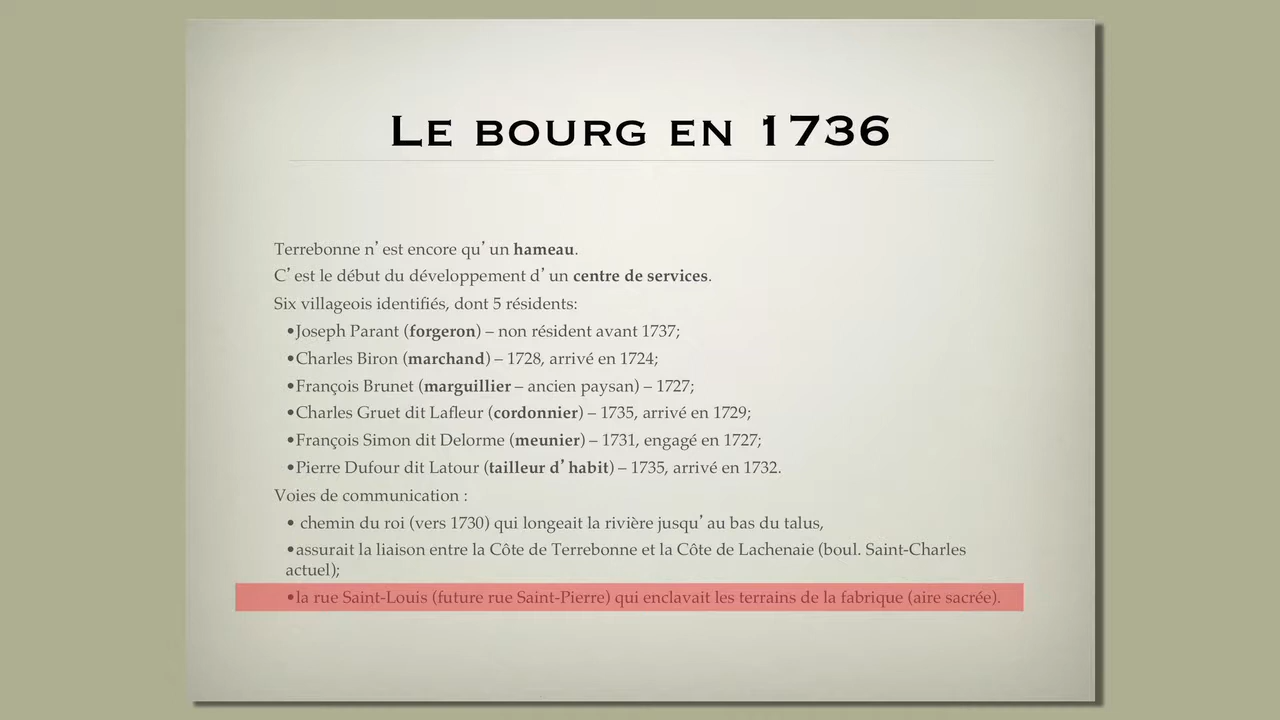 Le bourg en 1736
Terrebonne n’est encore qu’un hameau.
C’est le début du développement d’un centre de services.
Six villageois identifiés, dont 5 résidents:
•Joseph Parant (forgeron) – non résident avant 1737;
•Charles Biron (marchand) – 1728, arrivé en 1724;
•François Brunet (marguillier – ancien paysan) – 1727;
•Charles Gruet dit Lafleur (cordonnier) – 1735, arrivé en 1729;
•François Simon dit Delorme (meunier) – 1731, engagé en 1727;
•Pierre Dufour dit Latour (tailleur d’habit) – 1735, arrivé en 1732.
Voies de communication :
• chemin du roi (vers 1730) qui longeait la rivière jusqu’au bas du talus,
•assurait la liaison entre la Côte de Terrebonne et la Côte de Lachenaie (boul. Saint-Charles
actuel);
•la rue Saint-Louis (future rue Saint-Pierre) qui enclavait les terrains de la fabrique (aire sacrée).